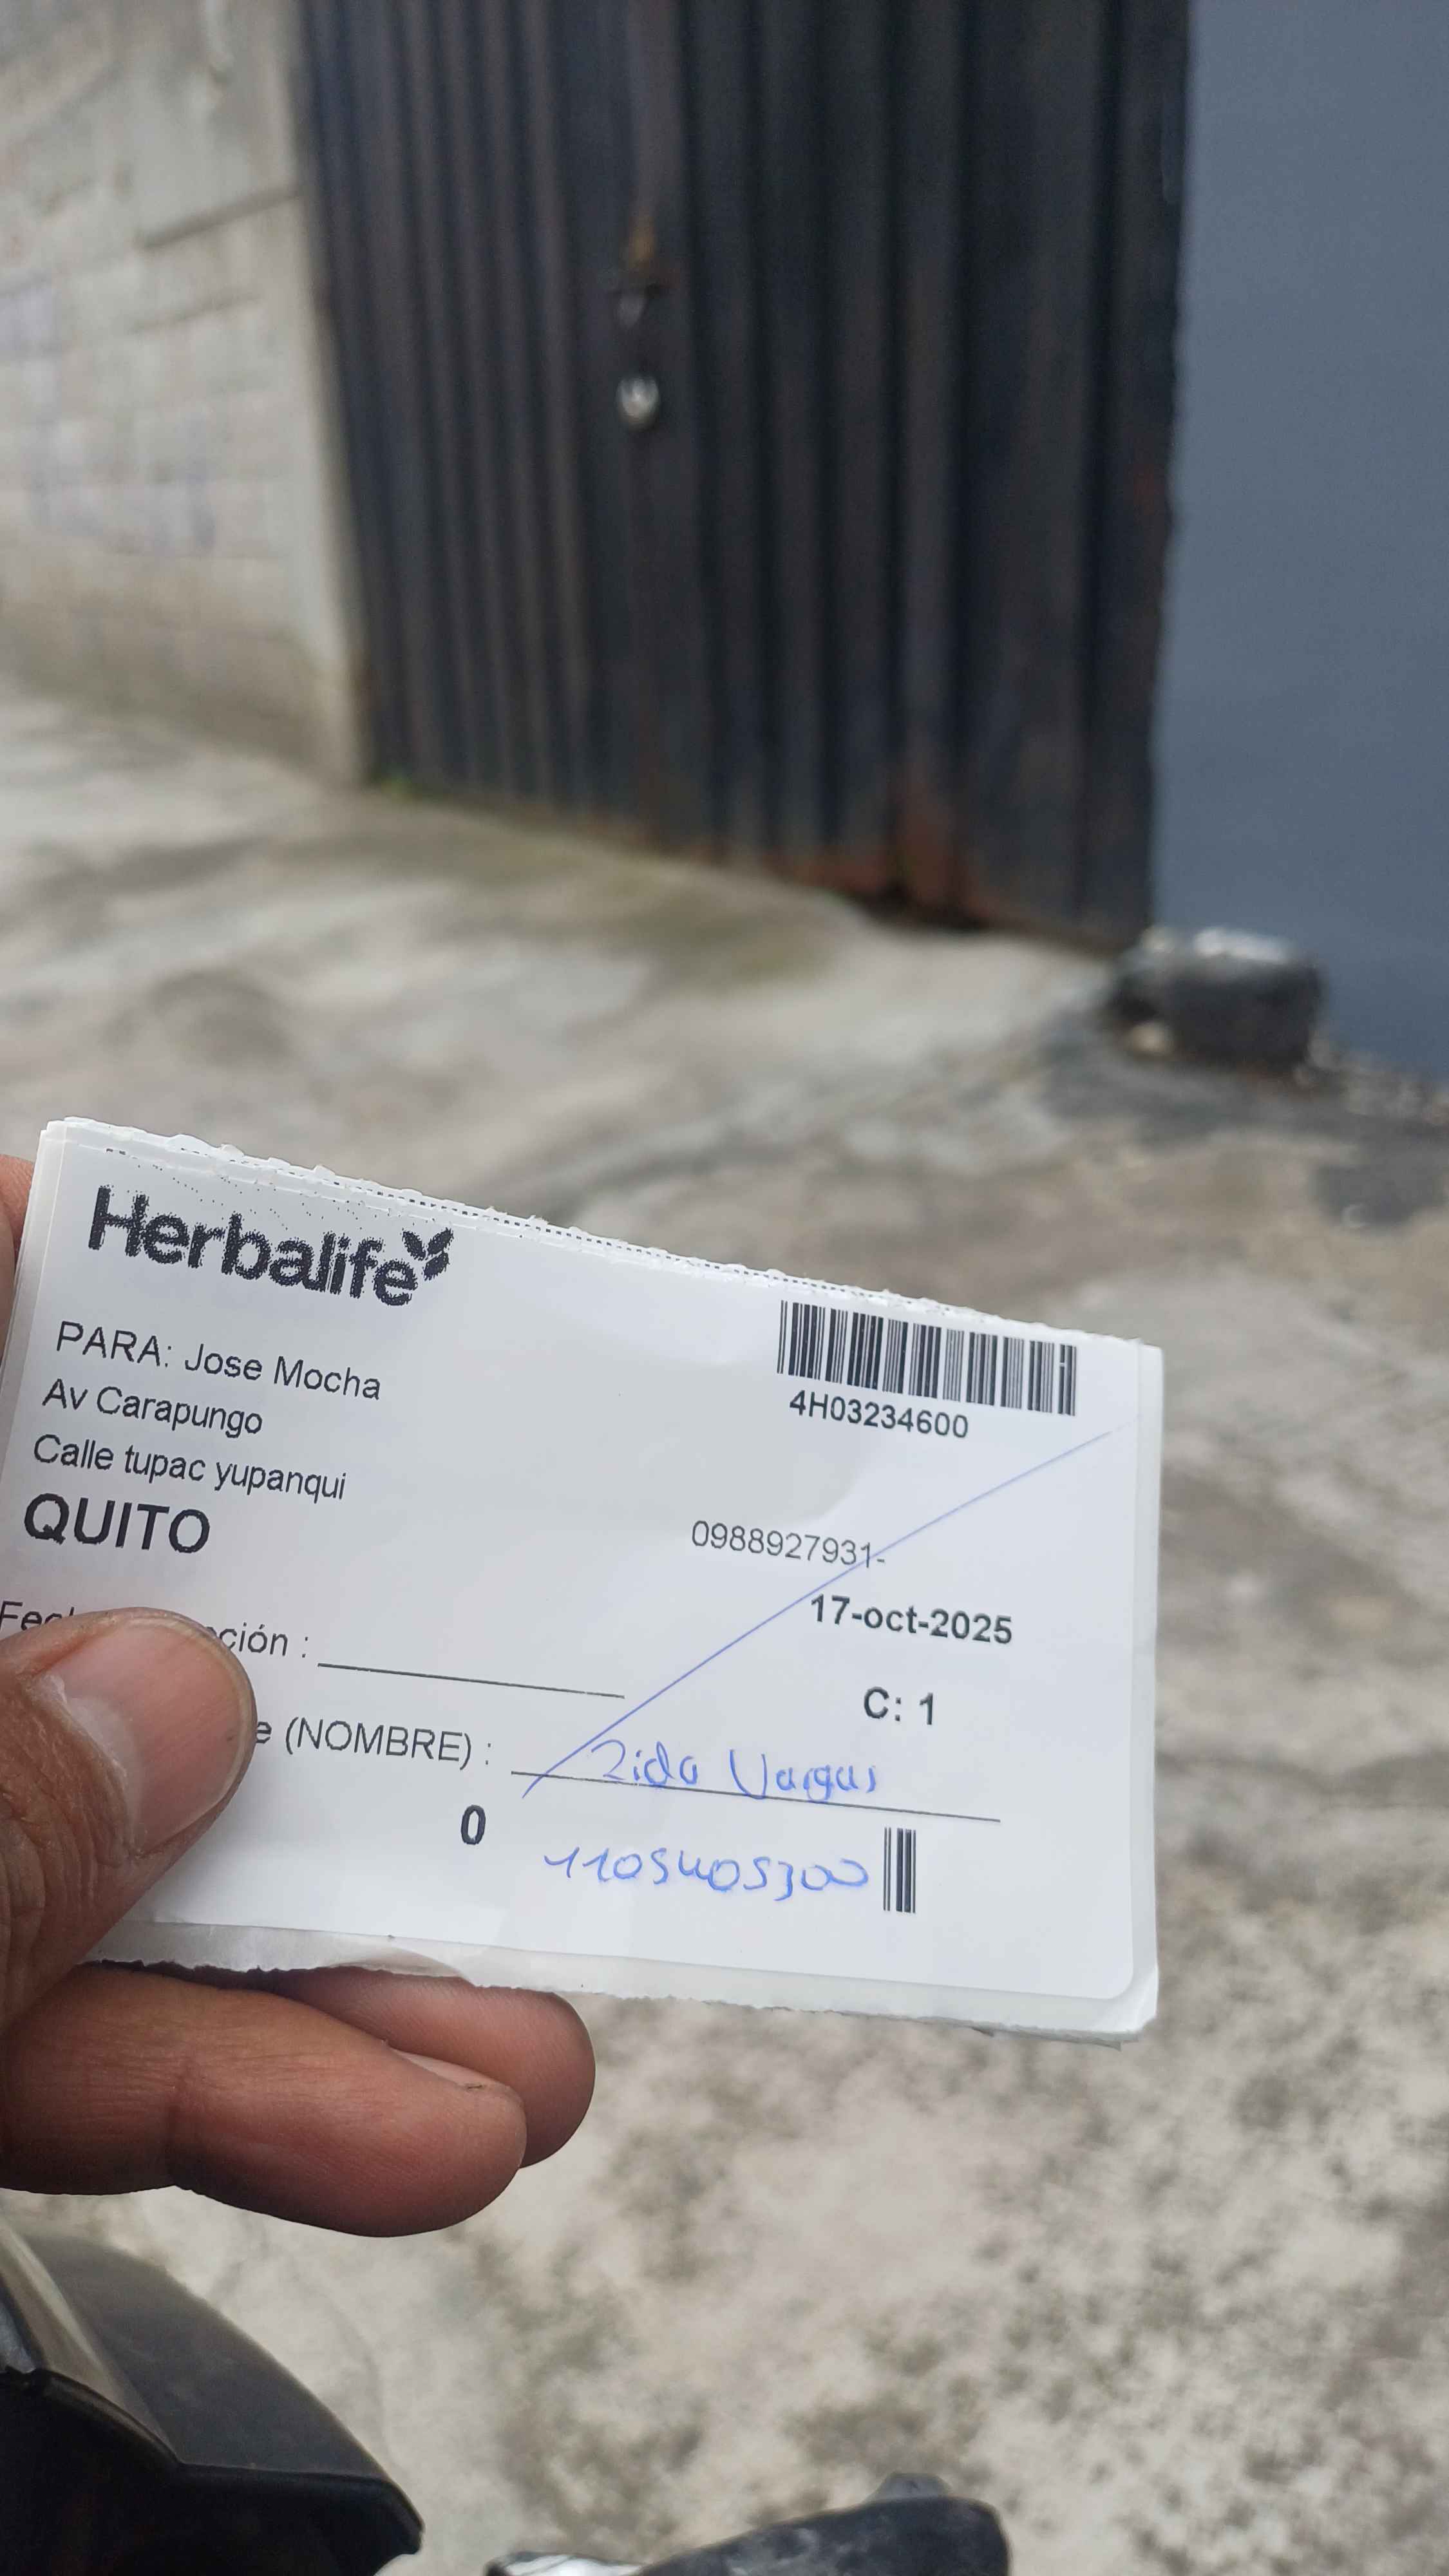 Herbalife
PARA: Jose Mocha
Av Carapungo
Calle tupac yupanqui
QUITO
4H03234600
0988927931-
17-oct-2025
ción :
C: 1
e (NOMBRE) : Zida Vargas
0
1105405300